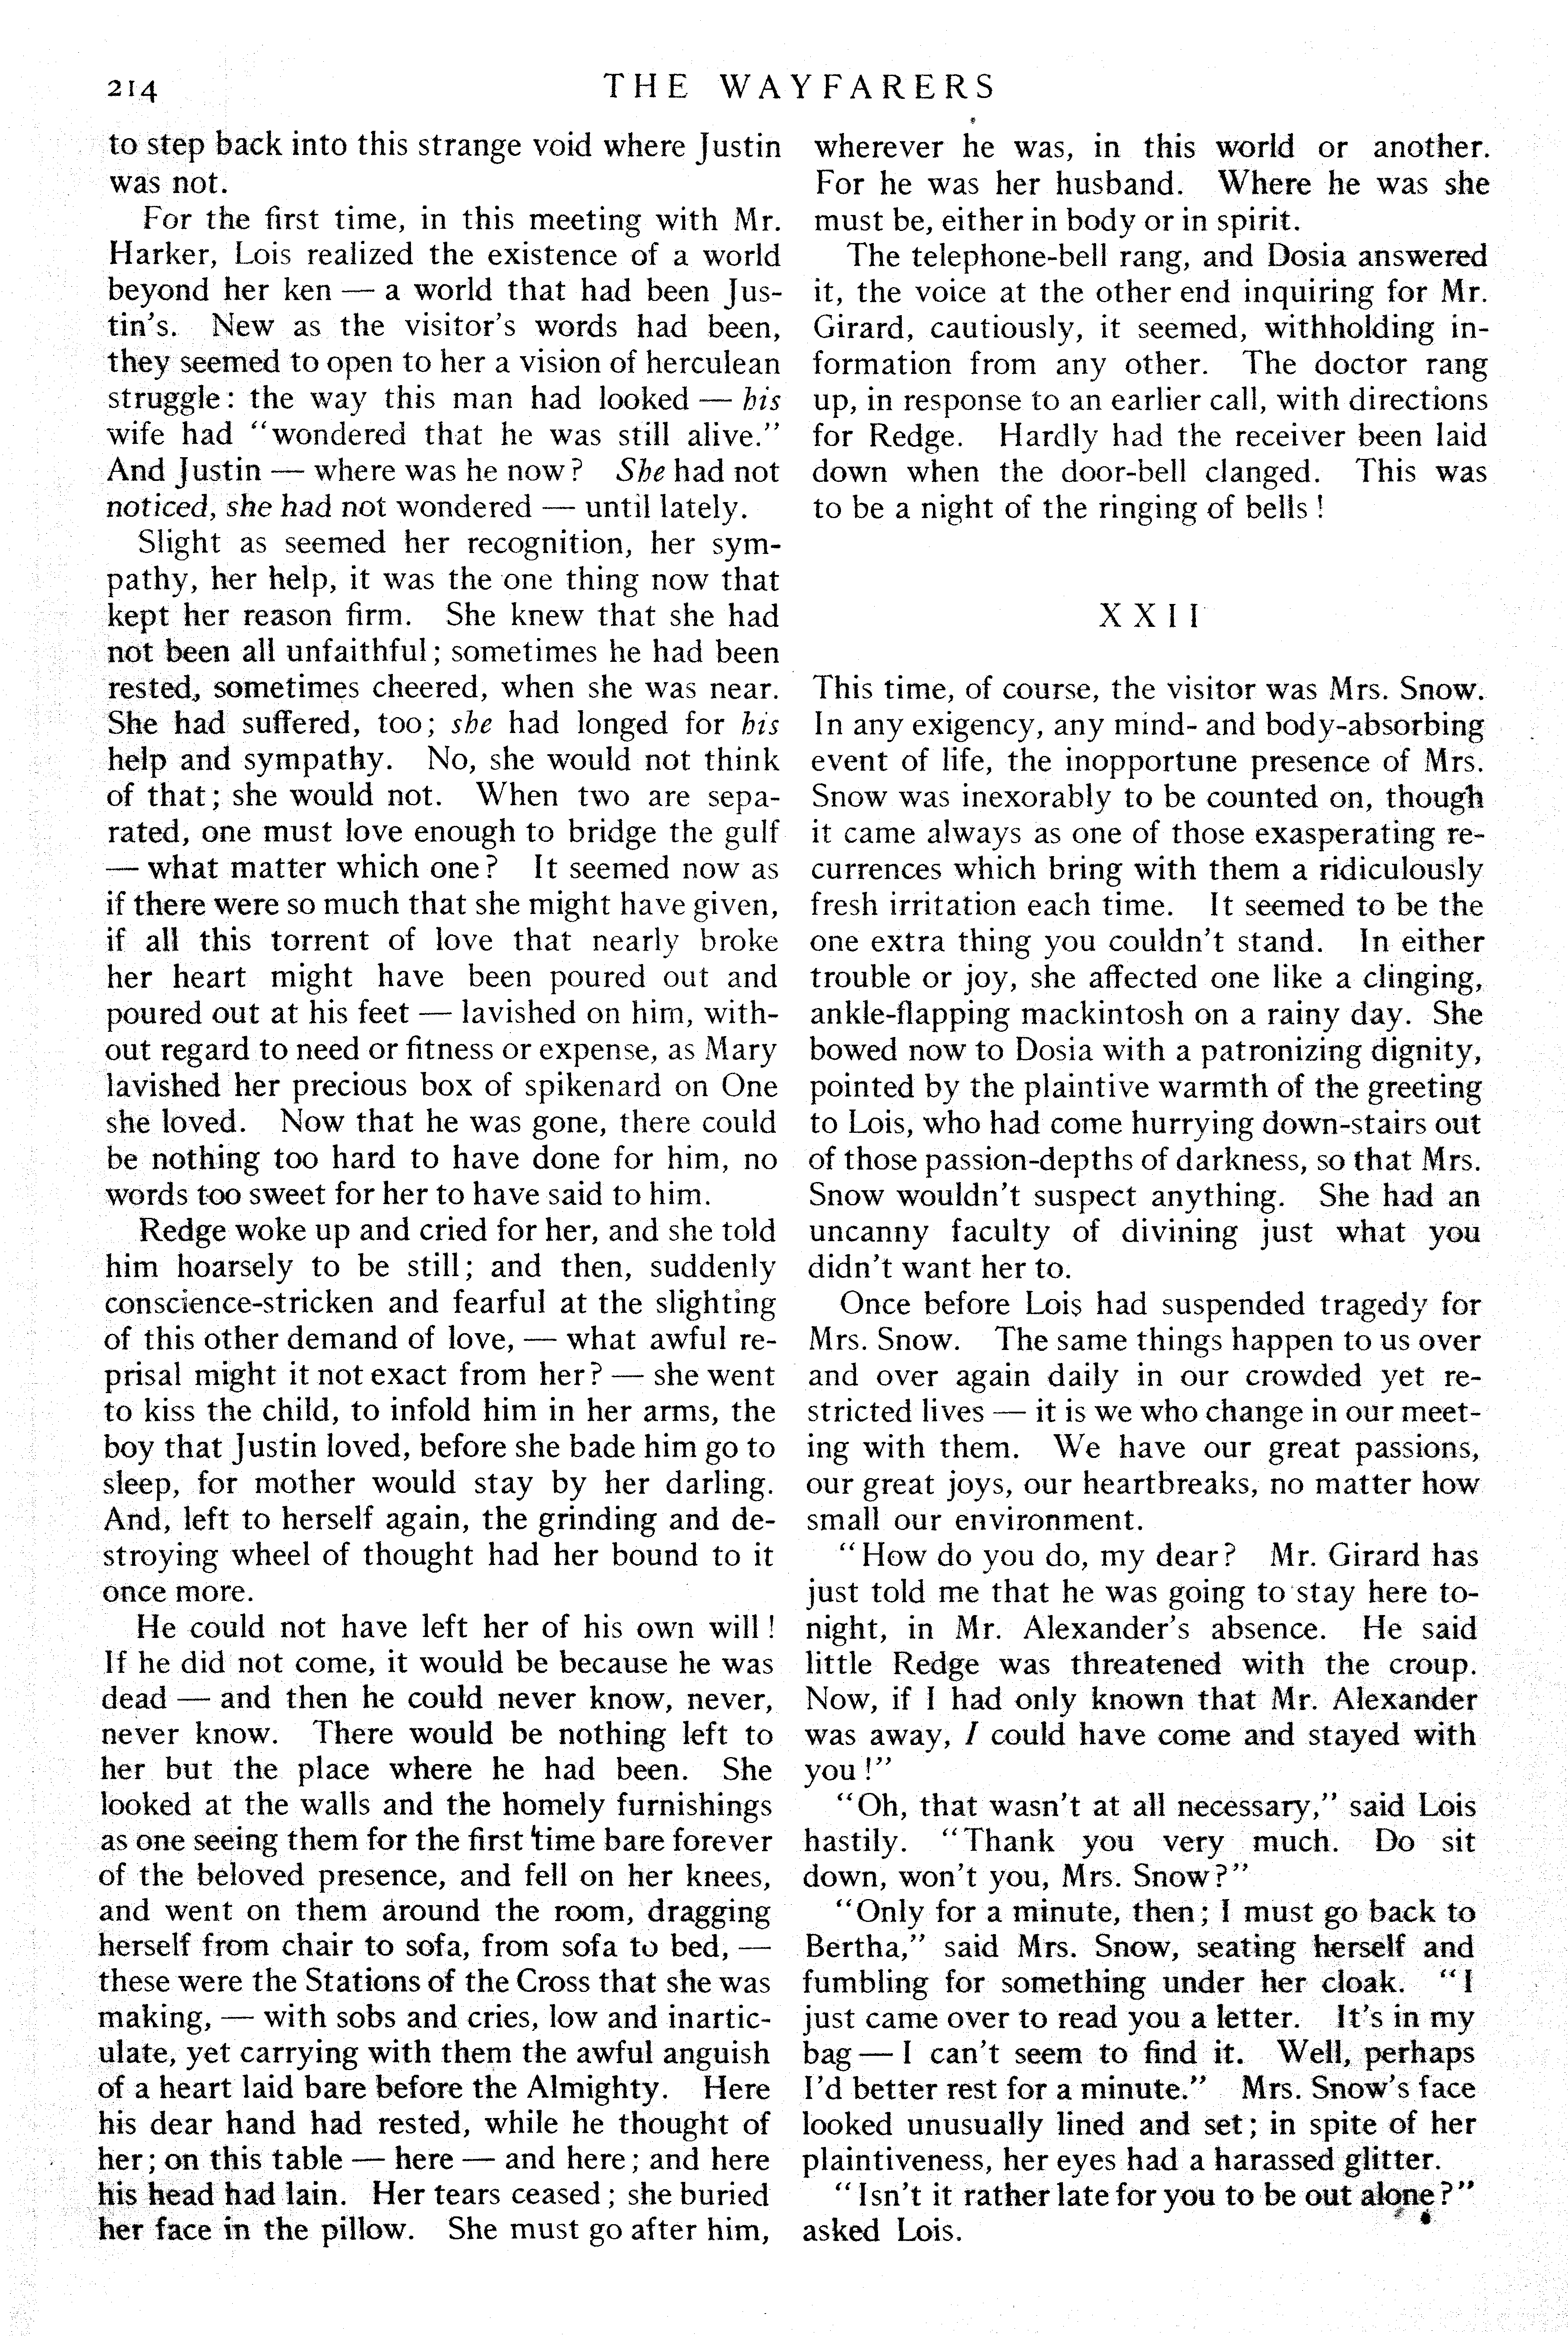 214
THE WAYFARERS
to step back into this strange void where Justin
was not.
For the first time, in this meeting with Mr.
Harker, Lois realized the existence of a world
beyond her ken — a world that had been Jus-
tin's. New as the visitor's words had been,
they seemed to open to her a vision of herculean
struggle: the way this man had looked — his
wife had "wondered that he was still alive."
And Justin — where was he now? She had not
noticed, she had not wondered — until lately.
Slight as seemed her recognition, her sym-
pathy, her help, it was the one thing now that
kept her reason firm. She knew that she had
not been all unfaithful; sometimes he had been
rested, sometimes cheered, when she was near.
She had suffered, too; she had longed for his
help and sympathy. No, she would not think
of that; she would not. When two are sepa-
rated, one must love enough to bridge the gulf
— what matter which one? It seemed now as
if there were so much that she might have given,
if all this torrent of love that nearly broke
her heart might have been poured out and
poured out at his feet — lavished on him, with-
out regard to need or fitness or expense, as Mary
lavished her precious box of spikenard on One
she loved. Now that he was gone, there could
be nothing too hard to have done for him, no
words too sweet for her to have said to him.
Redge woke up and cried for her, and she told
him hoarsely to be still; and then, suddenly
conscience-stricken and fearful at the slighting
of this other demand of love, — what awful re-
prisal might it not exact from her? — she went
to kiss the child, to infold him in her arms, the
boy that Justin loved, before she bade him go to
sleep, for mother would stay by her darling.
And, left to herself again, the grinding and de-
stroying wheel of thought had her bound to it
once more.
He could not have left her of his own will!
If he did not come, it would be because he was
dead — and then he could never know, never,
never know. There would be nothing left to
her but the place where he had been. She
looked at the walls and the homely furnishings
as one seeing them for the first time bare forever
of the beloved presence, and fell on her knees,
and went on them around the room, dragging
herself from chair to sofa, from sofa to bed, —
these were the Stations of the Cross that she was
making, — with sobs and cries, low and inartic-
ulate, yet carrying with them the awful anguish
of a heart laid bare before the Almighty. Here
his dear hand had rested, while he thought of
her; on this table — here — and here; and here
his head had lain. Her tears ceased; she buried
her face in the pillow. She must go after him,
wherever he was, in this world or another.
For he was her husband. Where he was she
must be, either in body or in spirit.
The telephone-bell rang, and Dosia answered
it, the voice at the other end inquiring for Mr.
Girard, cautiously, it seemed, withholding in-
formation from any other. The doctor rang
up, in response to an earlier call, with directions
for Redge. Hardly had the receiver been laid
down when the door-bell clanged. This was
to be a night of the ringing of bells!
XXII
This time, of course, the visitor was Mrs. Snow.
In any exigency, any mind- and body-absorbing
event of life, the inopportune presence of Mrs.
Snow was inexorably to be counted on, though
it came always as one of those exasperating re-
currences which bring with them a ridiculously
fresh irritation each time. It seemed to be the
one extra thing you couldn't stand. In either
trouble or joy, she affected one like a clinging,
ankle-flapping mackintosh on a rainy day. She
bowed now to Dosia with a patronizing dignity,
pointed by the plaintive warmth of the greeting
to Lois, who had come hurrying down-stairs out
of those passion-depths of darkness, so that Mrs.
Snow wouldn't suspect anything. She had an
uncanny faculty of divining just what you
didn't want her to.
Once before Lois had suspended tragedy for
Mrs. Snow. The same things happen to us over
and over again daily in our crowded yet re-
stricted lives — it is we who change in our meet-
ing with them. We have our great passions,
our great joys, our heartbreaks, no matter how
small our environment.
"How do you do, my dear? Mr. Girard has
just told me that he was going to stay here to-
night, in Mr. Alexander's absence. He said
little Redge was threatened with the croup.
Now, if I had only known that Mr. Alexander
was away, I could have come and stayed with
you!"
"Oh, that wasn't at all necessary," said Lois
hastily. "Thank you very much. Do sit
down, won't you, Mrs. Snow?"
"Only for a minute, then; I must go back to
Bertha," said Mrs. Snow, seating herself and
fumbling for something under her cloak. "I
just came over to read you a letter. It's in my
bag — I can't seem to find it. Well, perhaps
I'd better rest for a minute." Mrs. Snow's face
looked unusually lined and set; in spite of her
plaintiveness, her eyes had a harassed glitter.
"Isn't it rather late for you to be out alone?"
asked Lois.